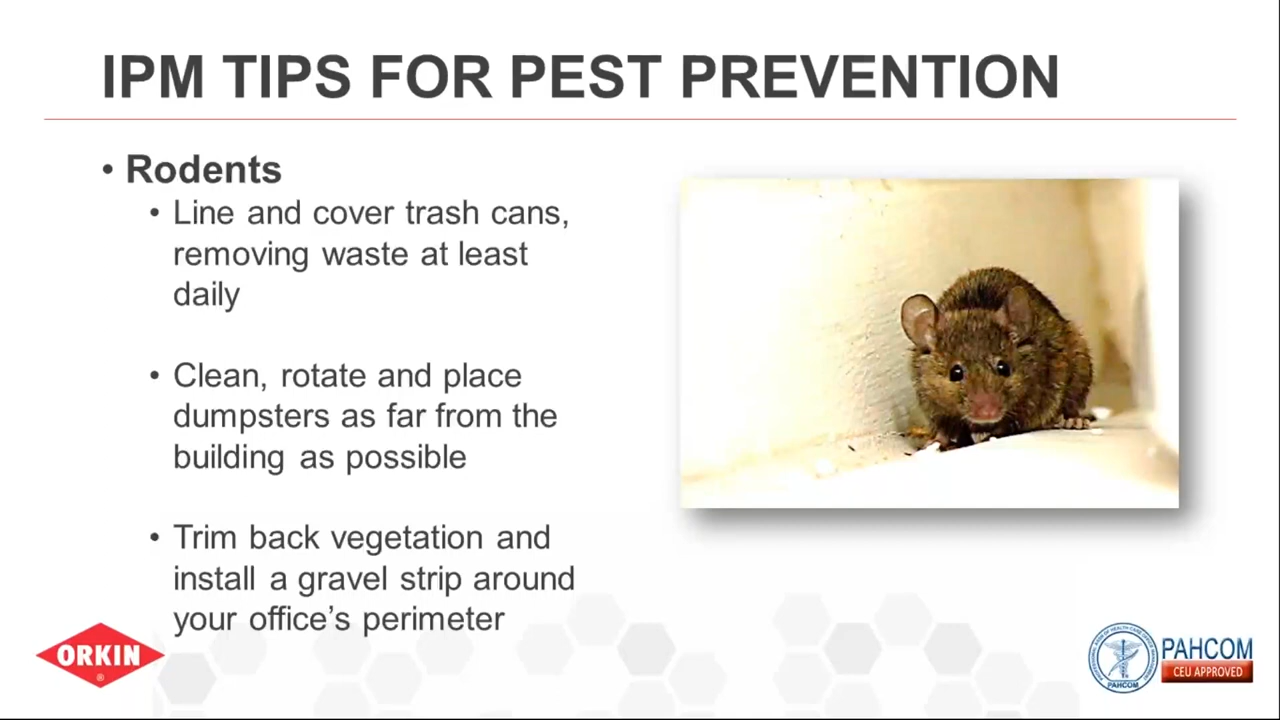 IPM TIPS FOR PEST PREVENTION
• Rodents
• Line and cover trash cans,
removing waste at least
daily
• Clean, rotate and place
dumpsters as far from the
building as possible
• Trim back vegetation and
install a gravel strip around
your office's perimeter
ORKIN
®
PAHCOM
PAHCOM
CEU APPROVED